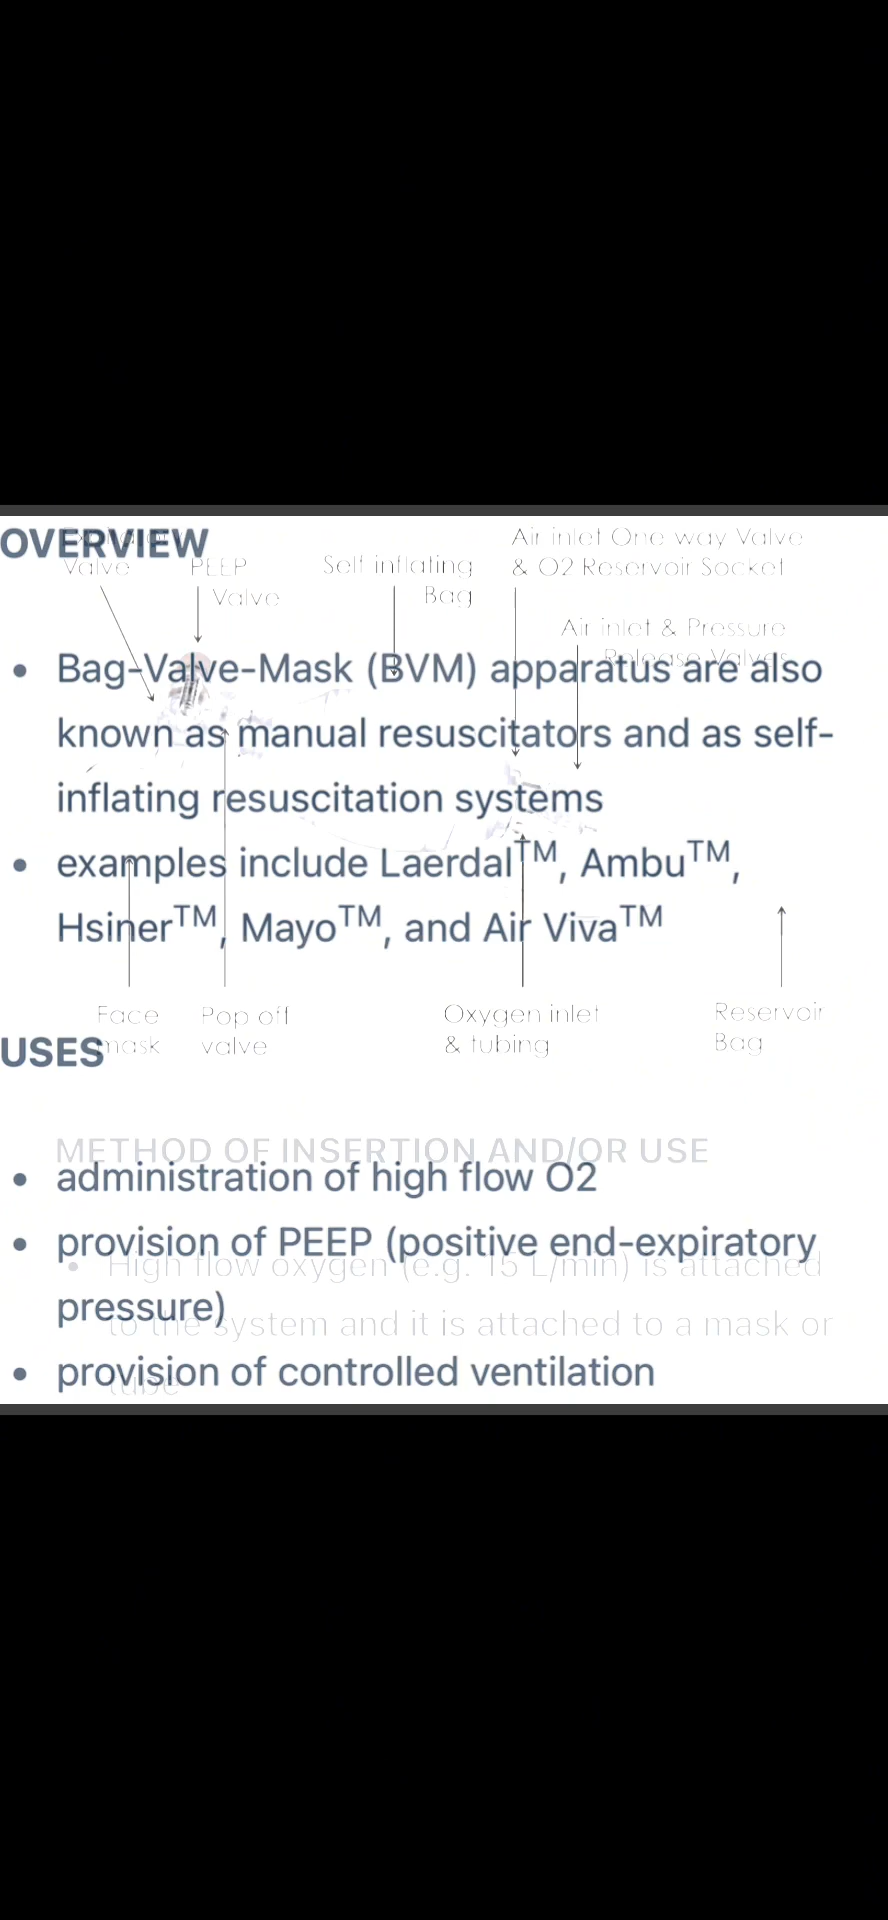 OVERVIEW
Valve
PEEP
Valve
Self inflating
Bag
Air inlet One way Valve
& O2 Reservoir Socket
Air inlet & Pressure
Release Valves
• Bag-Valve-Mask (BVM) apparatus are also
known as manual resuscitators and as self-
inflating resuscitation systems
• examples include Laerdal™, Ambu™,
Hsiner™, Mayo™, and Air Viva™
Face
mask
Pop off
valve
Oxygen inlet
& tubing
Reservoir
Bag
USES
METHOD OF INSERTION AND/OR USE
• administration of high flow O2
• provision of PEEP (positive end-expiratory
pressure)
• provision of controlled ventilation
• High flow oxygen (e.g. 15 L/min) is attached
to the system and it is attached to a mask or
tube